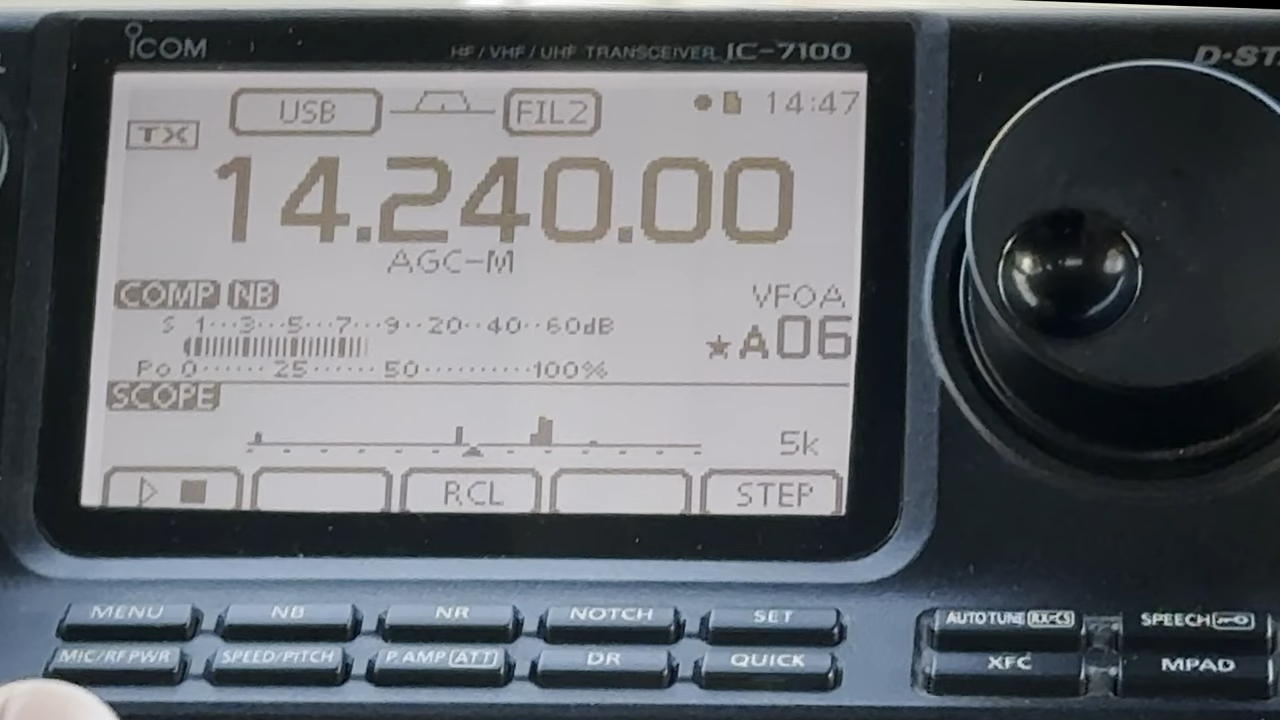 ICOM HF/VHF/UHF TRANSCEIVER IC-7100
USB FIL2 14:47
TX
14.240.00
AGC-M
COMP NB VFOA
S 1···3···5···7···9··20··40··60dB
★A06
Po 0······25······50··········100%
SCOPE
5k
RCL STEP
MENU NB NR NOTCH SET AUTOTUNE RX-CS SPEECH
MIC/RF PWR SPEED/PITCH P.AMP ATT DR QUICK XFC MPAD